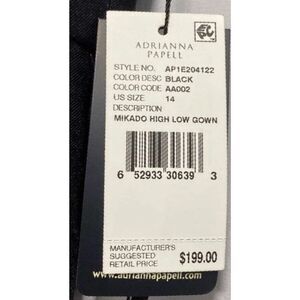 ADRIANNA
PAPELL
STYLE NO. AP1E204122
COLOR DESC BLACK
COLOR CODE AA002
US SIZE 14
DESCRIPTION
MIKADO HIGH LOW GOWN
6 52933 30639 3
MANUFACTURER'S
SUGGESTED
RETAIL PRICE $199.00
www.adriannapapell.com